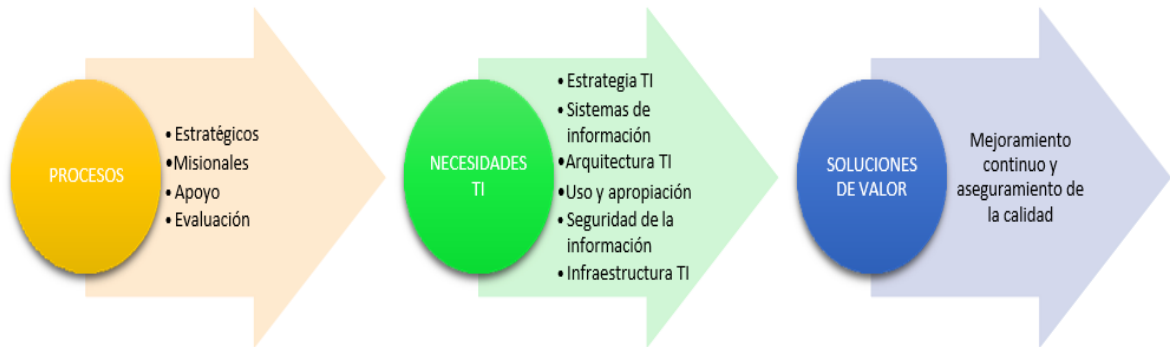 PROCESOS
• Estratégicos
• Misionales
• Apoyo
• Evaluación
NECESIDADES
TI
• Estrategia TI
• Sistemas de
información
• Arquitectura TI
• Uso y apropiación
• Seguridad de la
información
• Infraestructura TI
SOLUCIONES
DE VALOR
Mejoramiento
continuo y
aseguramiento de
la calidad